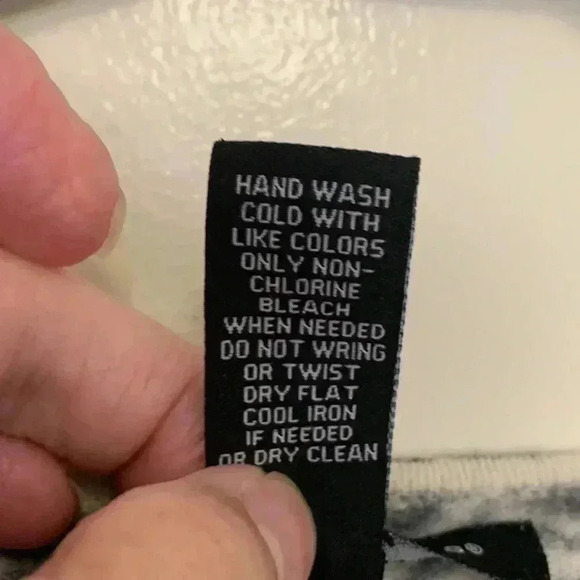 HAND WASH
COLD WITH
LIKE COLORS
ONLY NON-
CHLORINE
BLEACH
WHEN NEEDED
DO NOT WRING
OR TWIST
DRY FLAT
COOL IRON
IF NEEDED
OR DRY CLEAN